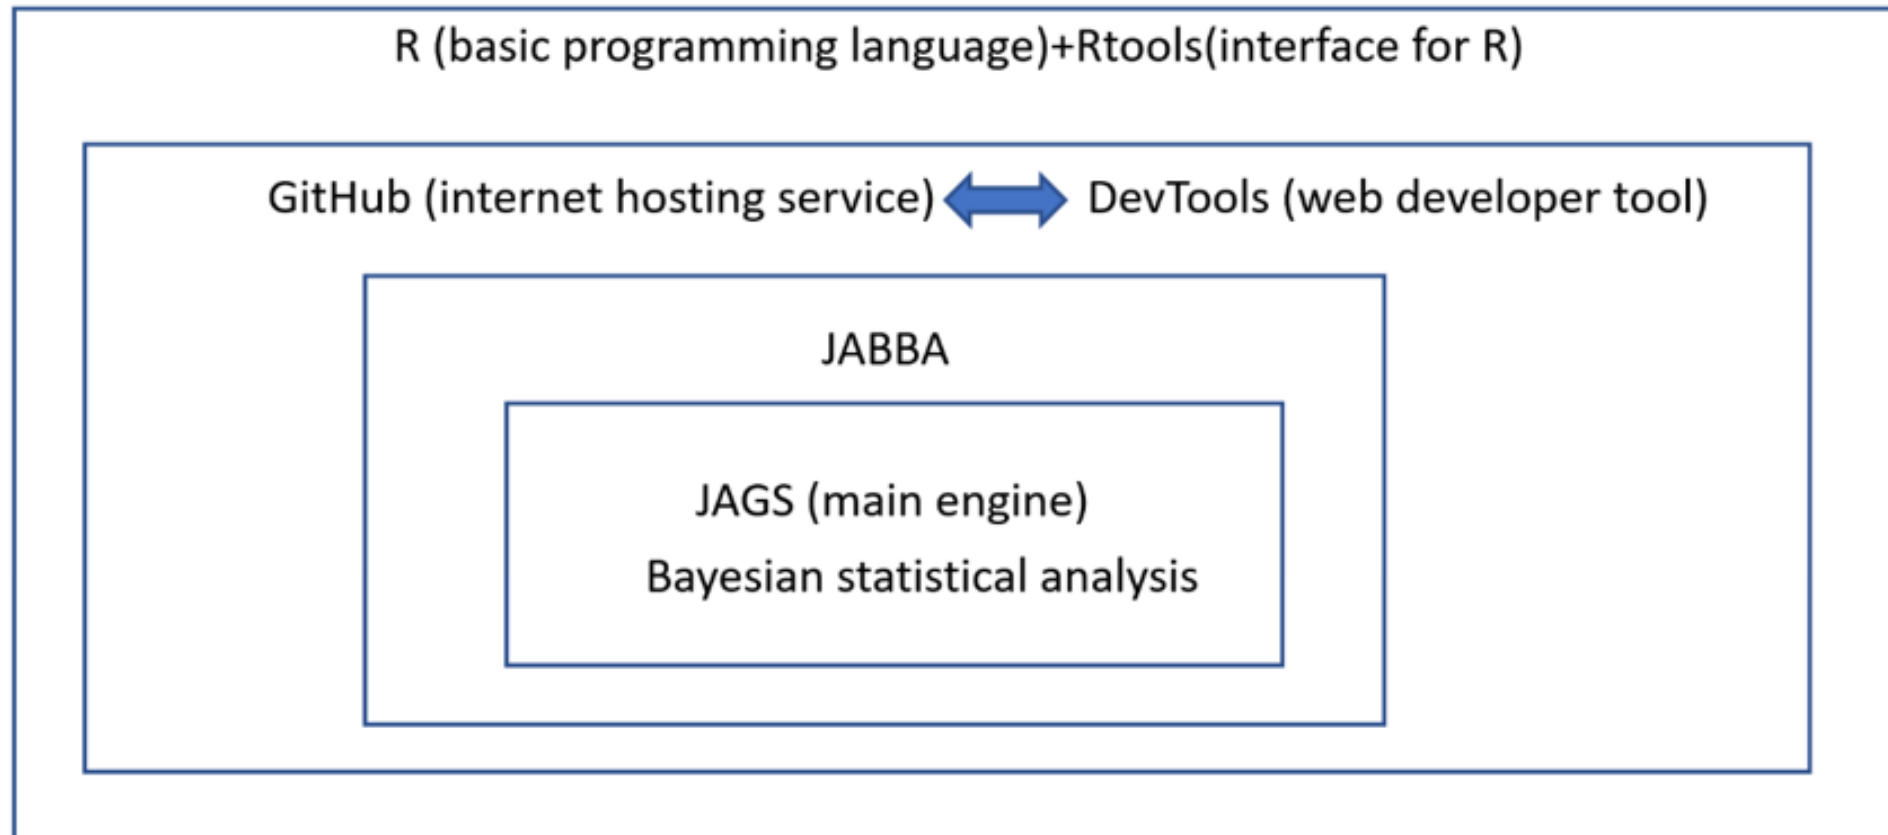 R (basic programming language)+Rtools(interface for R)
GitHub (internet hosting service) DevTools (web developer tool)
JABBA
JAGS (main engine)
Bayesian statistical analysis